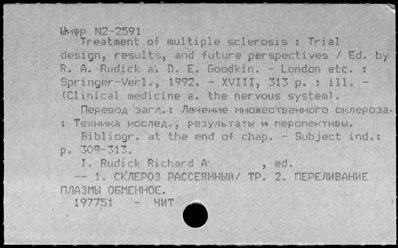 Шифр N2-2591
Treatment of multiple sclerosis : Trial
design, results, and future perspectives / Ed. by
R. A. Rudick a. D. E. Goodkin. - London etc. :
Springer-Verl., 1992. - XVIII, 313 p. : ill. -
(Clinical medicine a. the nervous system).
Перевод загл.: Лечение множественного склероза
: Техника исслед., результаты и перспективы.
Bibliogr. at the end of chap. - Subject ind.:
p. 309-313.
I. Rudick Richard A , ed.
-- 1. СКЛЕРОЗ РАССЕЯННЫЙ/ ТР. 2. ПЕРЕЛИВАНИЕ
ПЛАЗМЫ ОБМЕННОЕ.
197751 - ЧИТ